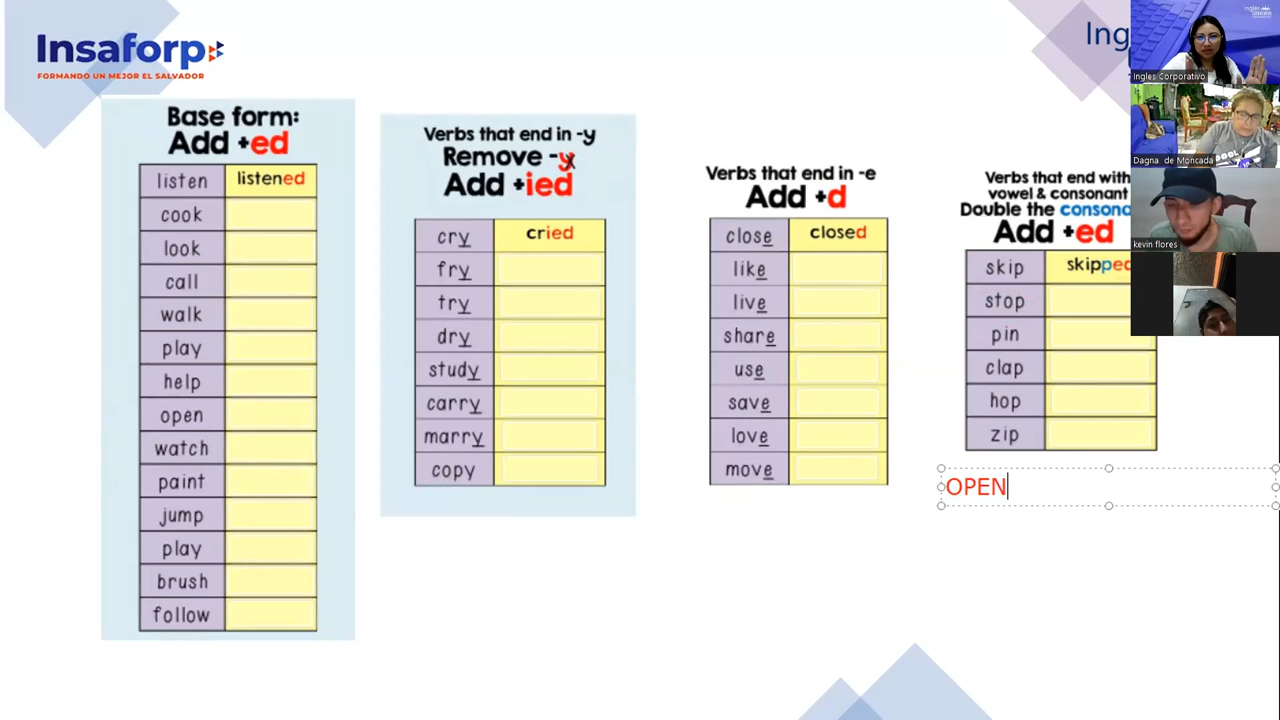 Insaforp
FORMANDO UN MEJOR EL SALVADOR
Ing
Ingles Corporativo
Dagna de Moncada
kevin flores
Base form:
Add +ed
listen listened
cook
look
call
walk
play
help
open
watch
paint
jump
play
brush
follow
Verbs that end in -y
Remove -y
Add +ied
cry cried
fry
try
dry
study
carry
marry
copy
Verbs that end in -e
Add +d
close closed
like
live
share
use
save
love
move
Verbs that end with
vowel & consonant
Double the consona
Add +ed
skip skipped
stop
pin
clap
hop
zip
OPEN